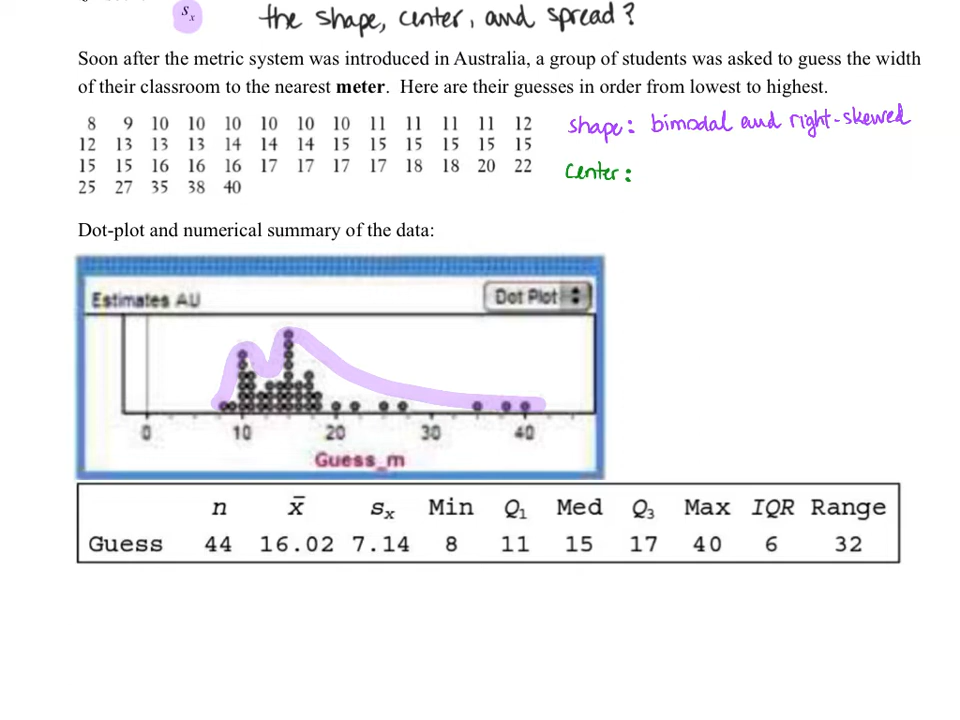 sx the shape, center, and spread?
Soon after the metric system was introduced in Australia, a group of students was asked to guess the width
of their classroom to the nearest meter. Here are their guesses in order from lowest to highest.
8 9 10 10 10 10 10 10 11 11 11 11 12
shape: bimodal and right-skewed
12 13 13 13 14 14 14 15 15 15 15 15 15
15 15 16 16 16 17 17 17 17 18 18 20 22
center:
25 27 35 38 40
Dot-plot and numerical summary of the data:
Estimates AU Dot Plot
0 10 20 30 40
Guess_m
n x̄ sx Min Q1 Med Q3 Max IQR Range
Guess 44 16.02 7.14 8 11 15 17 40 6 32